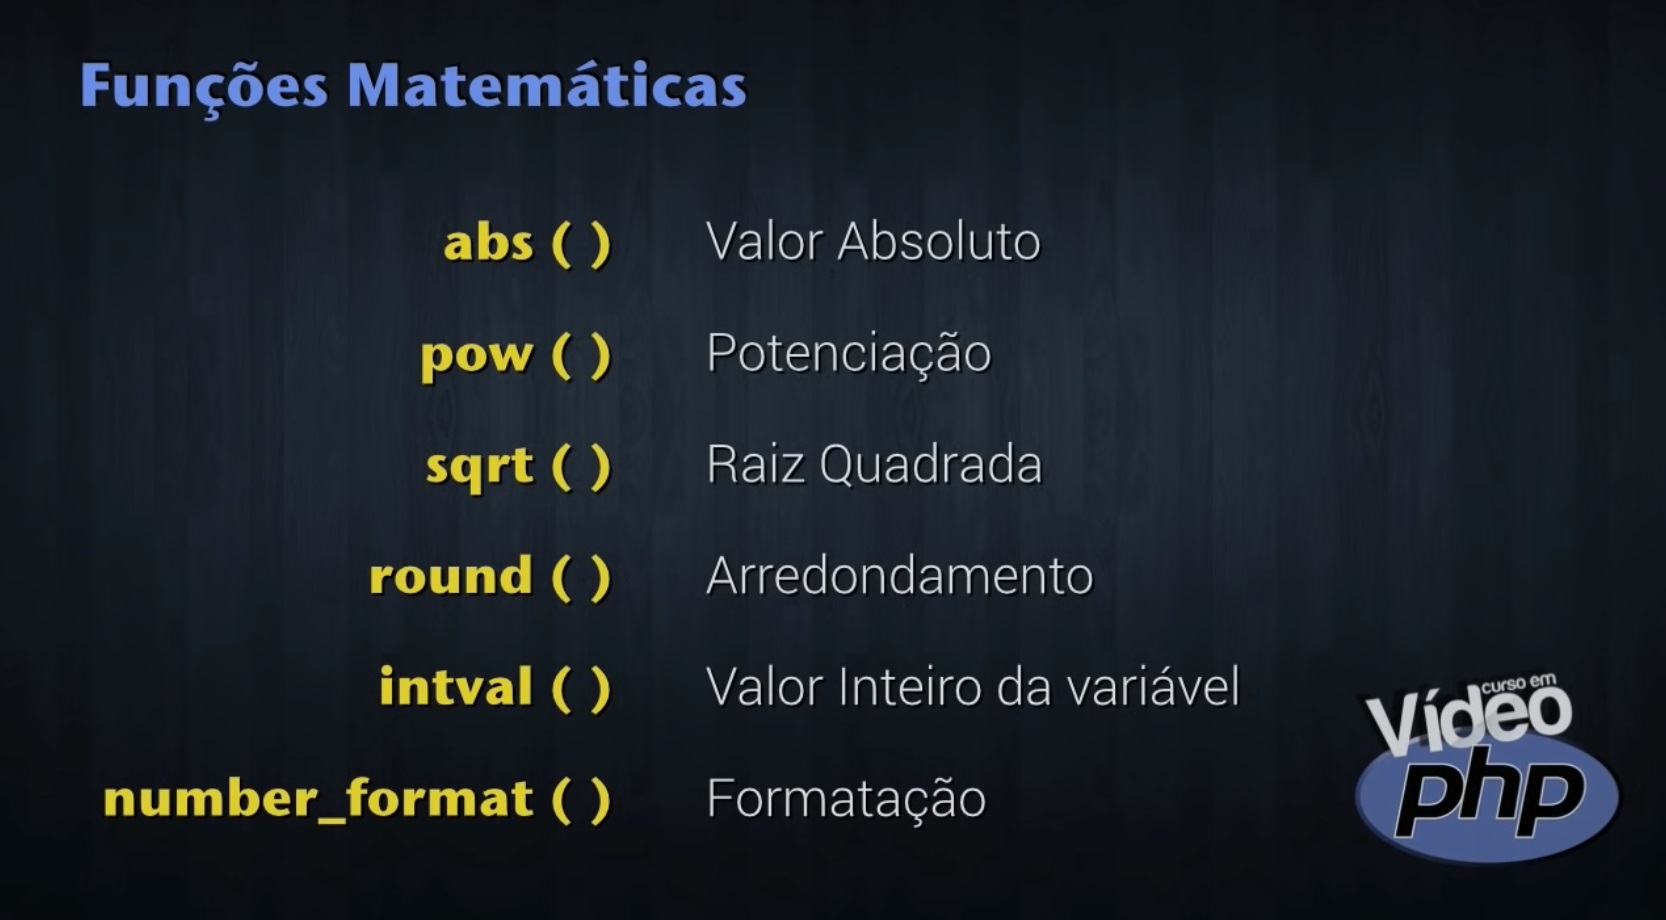 Funções Matemáticas
abs ( ) Valor Absoluto
pow ( ) Potenciação
sqrt ( ) Raiz Quadrada
round ( ) Arredondamento
intval ( ) Valor Inteiro da variável
number_format ( ) Formatação
curso em
Vídeo
php